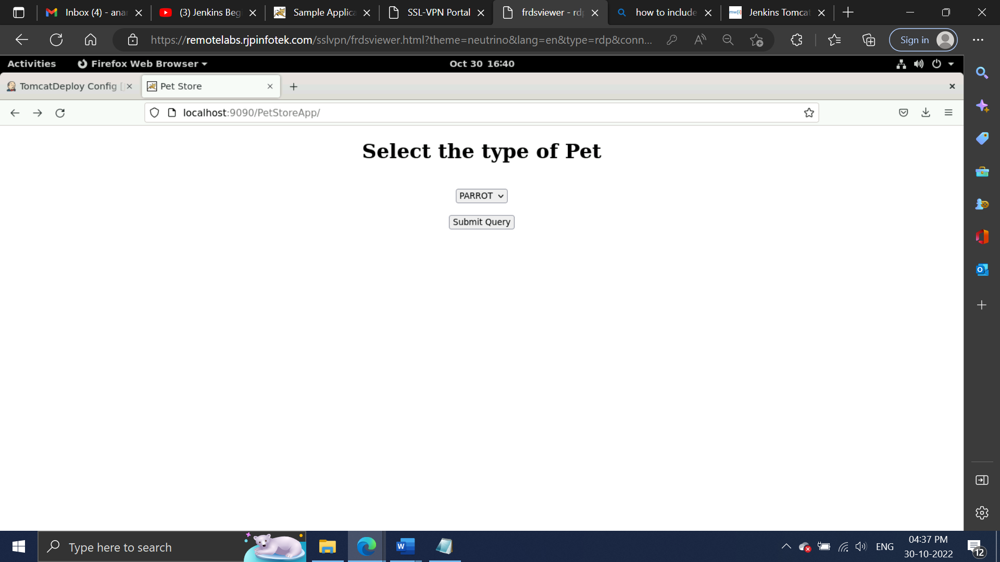 Inbox (4) - anar
(3) Jenkins Beg
Sample Applica
SSL-VPN Portal
frdsviewer - rdp
how to include
Jenkins Tomcat
https://remotelabs.rjpinfotek.com/sslvpn/frdsviewer.html?theme=neutrino&lang=en&type=rdp&conn...
Sign in
Activities
Firefox Web Browser
Oct 30 16:40
TomcatDeploy Config [
Pet Store
localhost:9090/PetStoreApp/
Select the type of Pet
PARROT
Submit Query
Type here to search
ENG
04:37 PM
30-10-2022
12